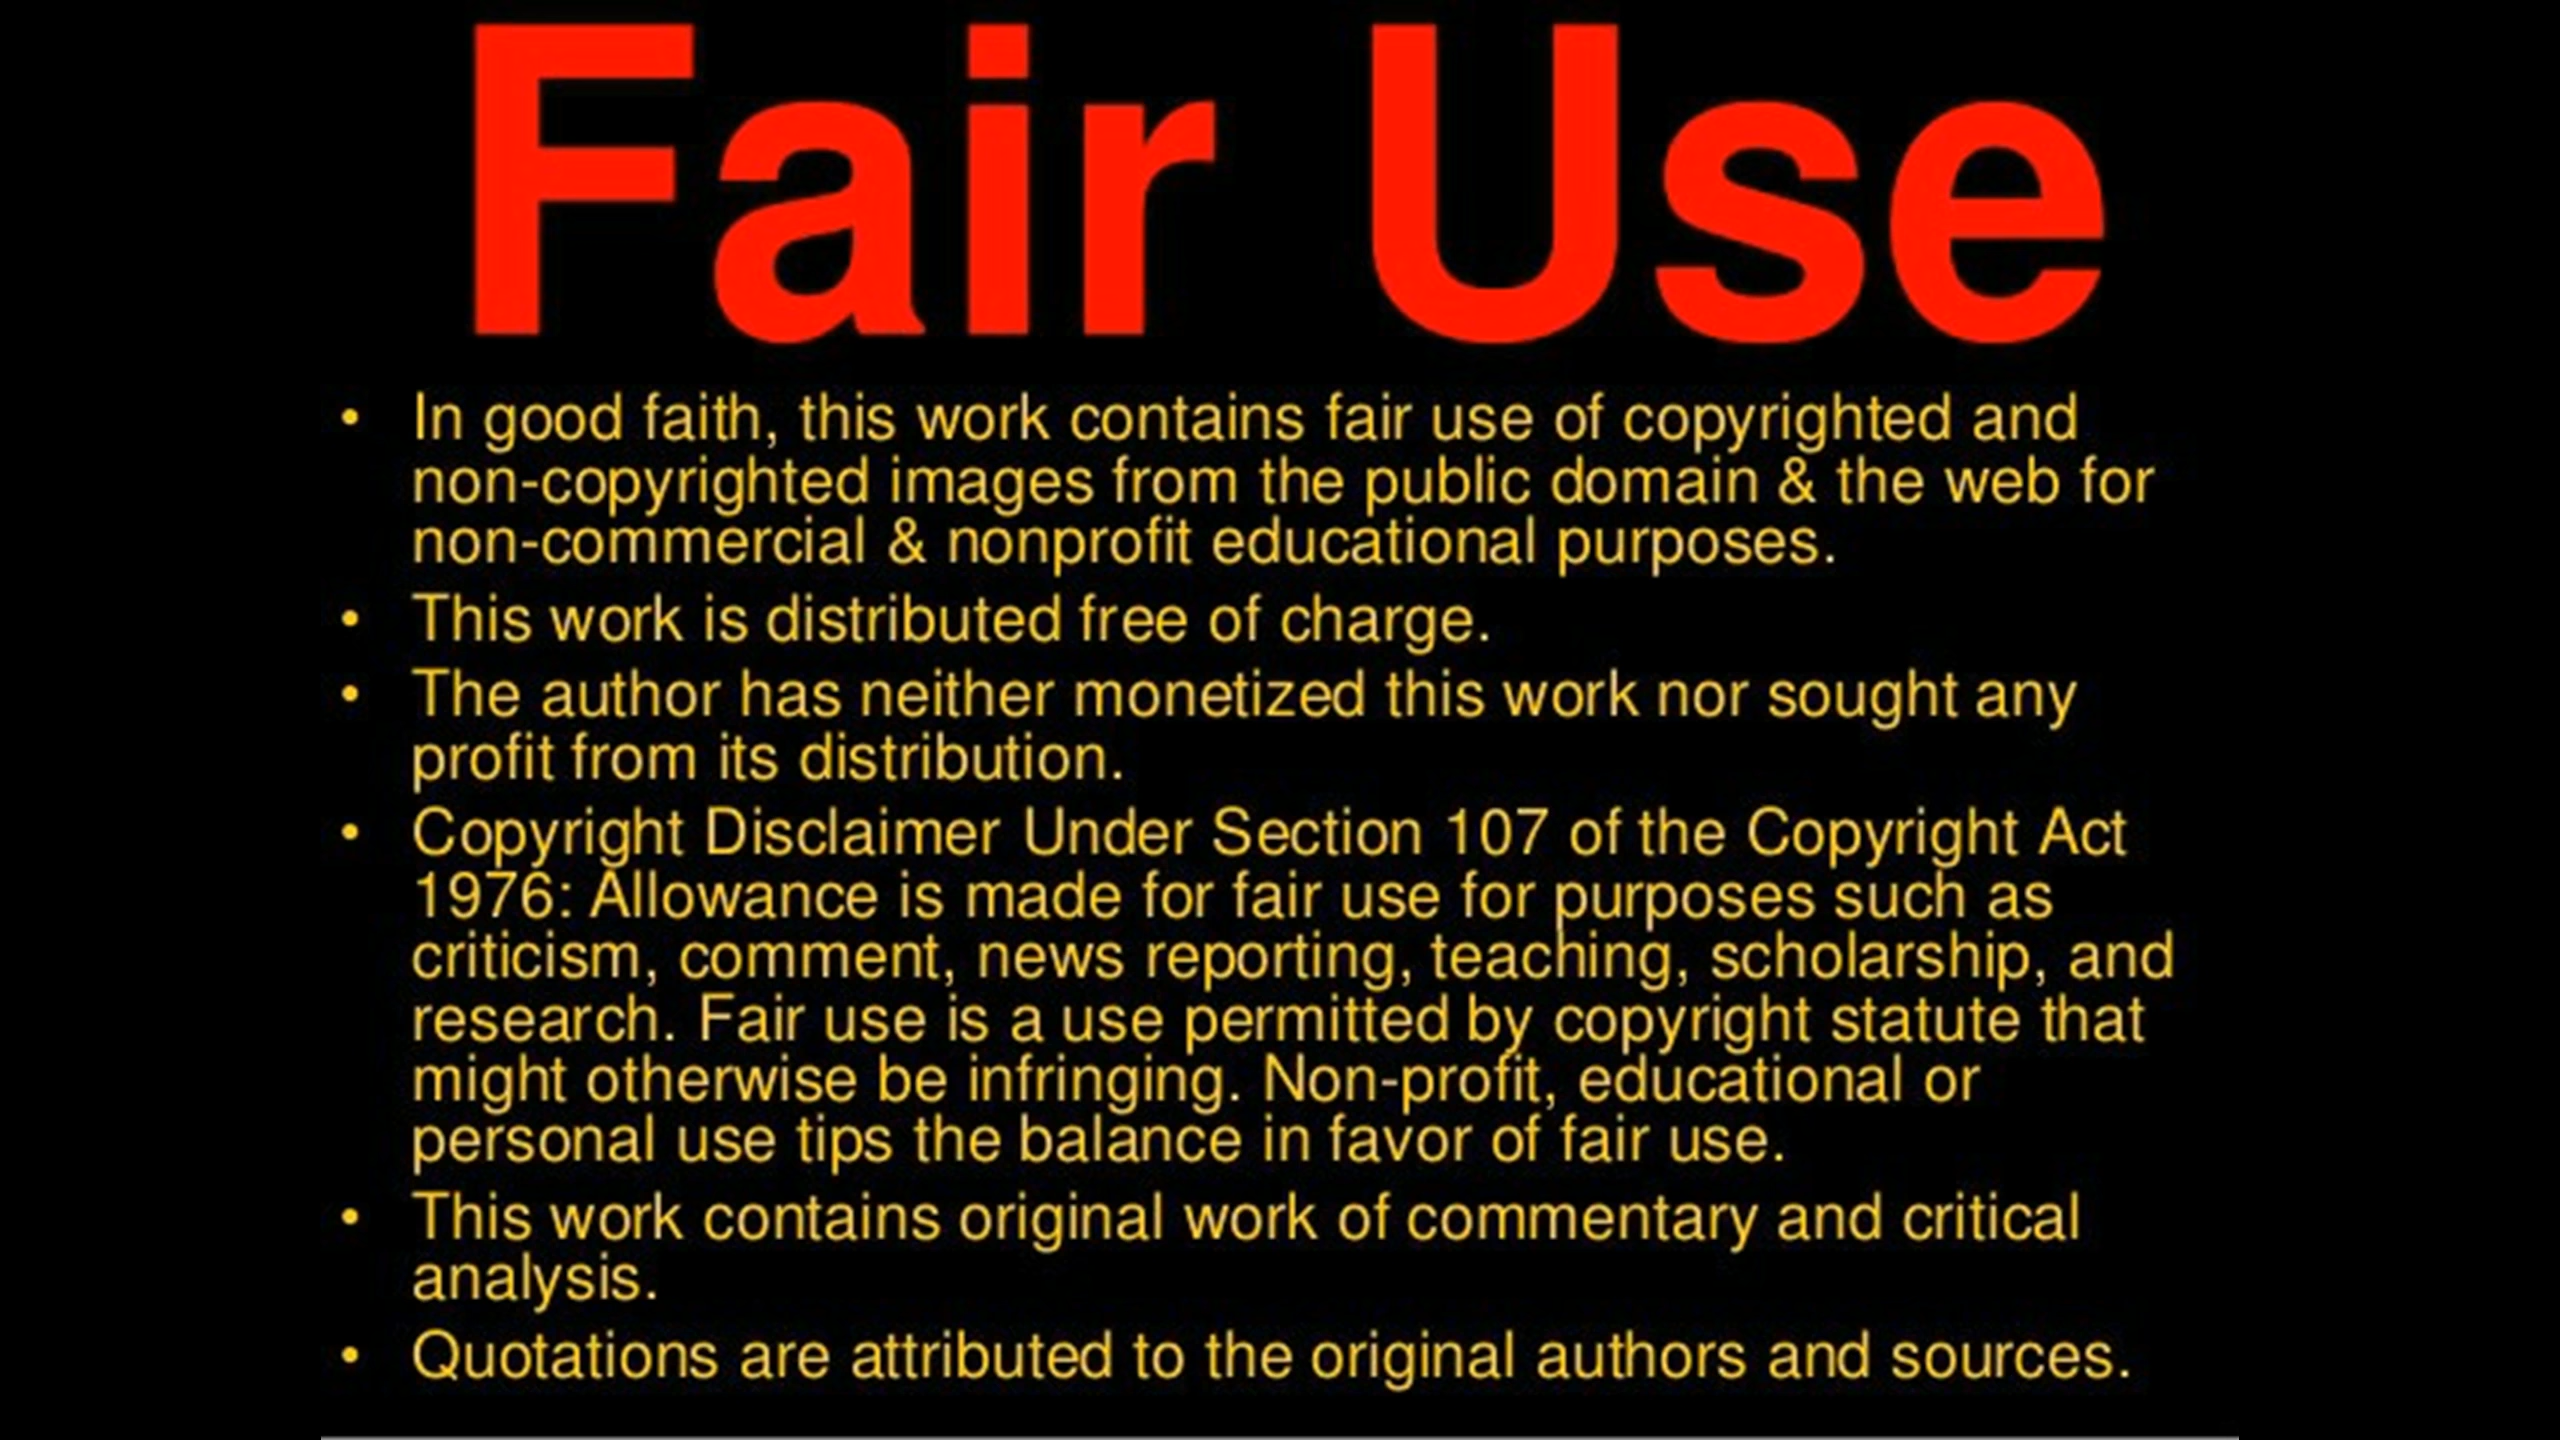 Fair Use
• In good faith, this work contains fair use of copyrighted and
non-copyrighted images from the public domain & the web for
non-commercial & nonprofit educational purposes.
• This work is distributed free of charge.
• The author has neither monetized this work nor sought any
profit from its distribution.
• Copyright Disclaimer Under Section 107 of the Copyright Act
1976: Allowance is made for fair use for purposes such as
criticism, comment, news reporting, teaching, scholarship, and
research. Fair use is a use permitted by copyright statute that
might otherwise be infringing. Non-profit, educational or
personal use tips the balance in favor of fair use.
• This work contains original work of commentary and critical
analysis.
• Quotations are attributed to the original authors and sources.